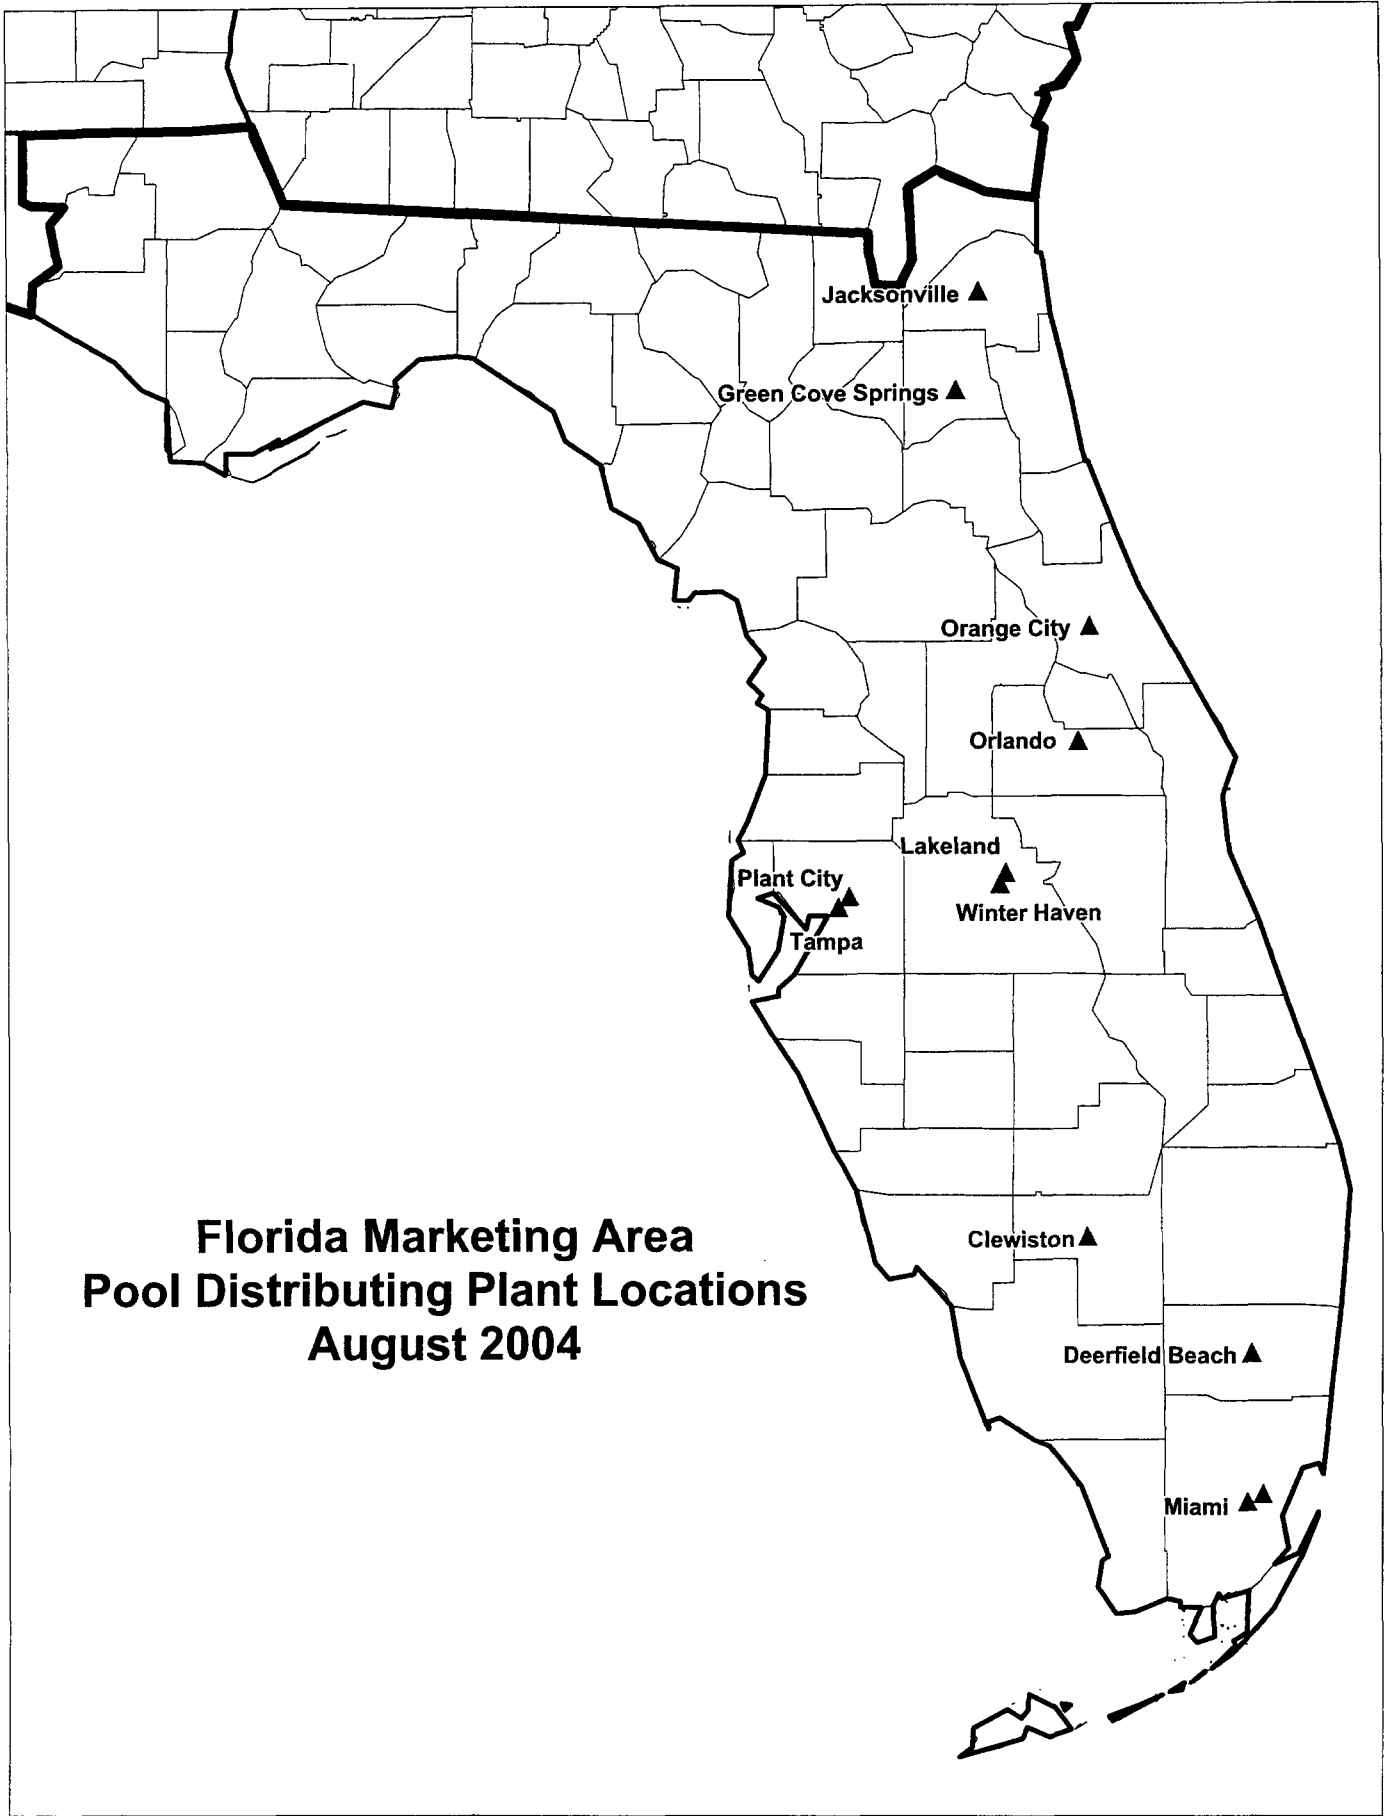 Jacksonville
Green Cove Springs
Orange City
Orlando
Lakeland
Plant City
Winter Haven
Tampa
Florida Marketing Area
Pool Distributing Plant Locations
August 2004
Clewiston
Deerfield Beach
Miami